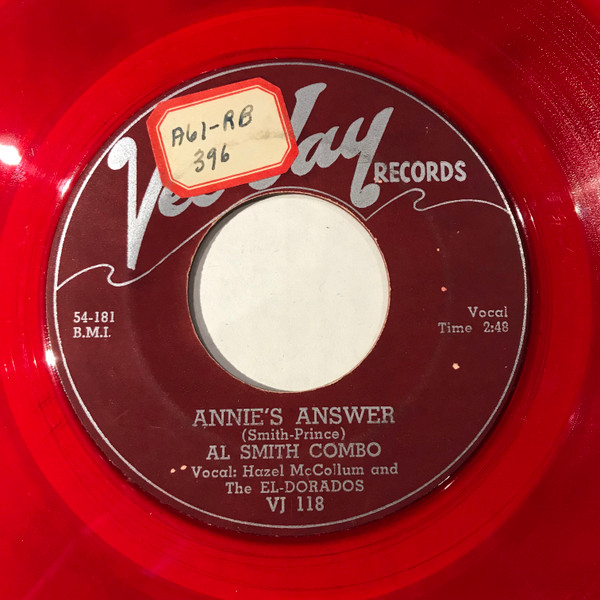 A61-RB
396
Vee Jay
RECORDS
54-181
B.M.I.
Vocal
Time 2:48
ANNIE'S ANSWER
(Smith-Prince)
AL SMITH COMBO
Vocal: Hazel McCollum and
The EL-DORADOS
VJ 118